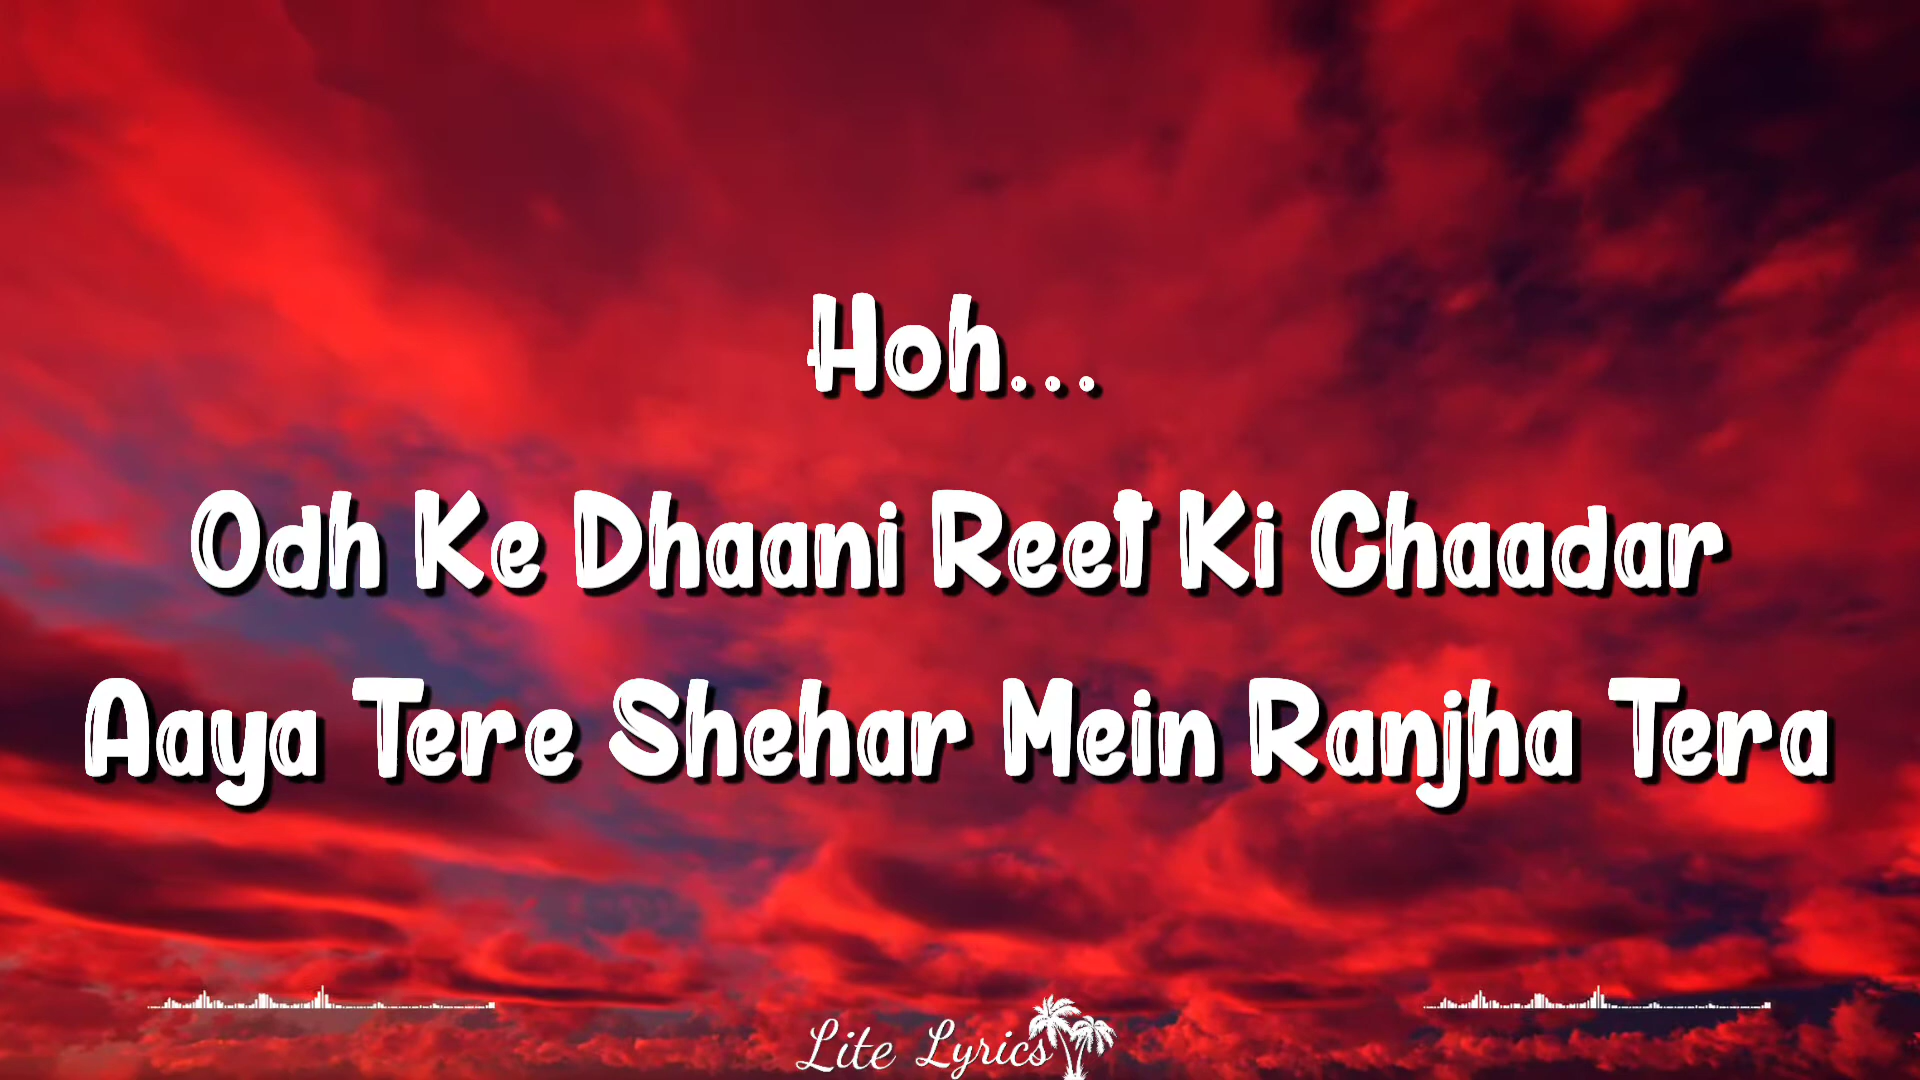 Hoh...
Odh Ke Dhaani Reet Ki Chaadar
Aaya Tere Shehar Mein Ranjha Tera
Lite Lyrics